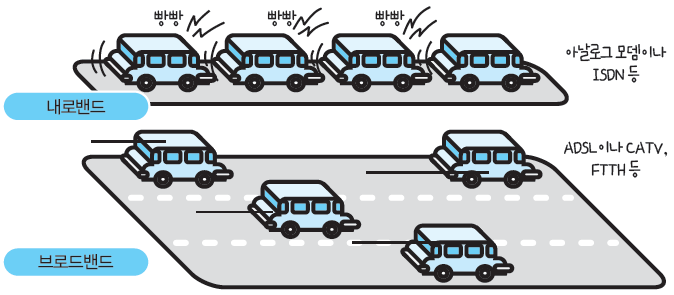 빵빵 빵빵 빵빵
아날로그 모뎀이나
ISDN 등
내로밴드
ADSL이나 CATV,
FTTH 등
브로드밴드